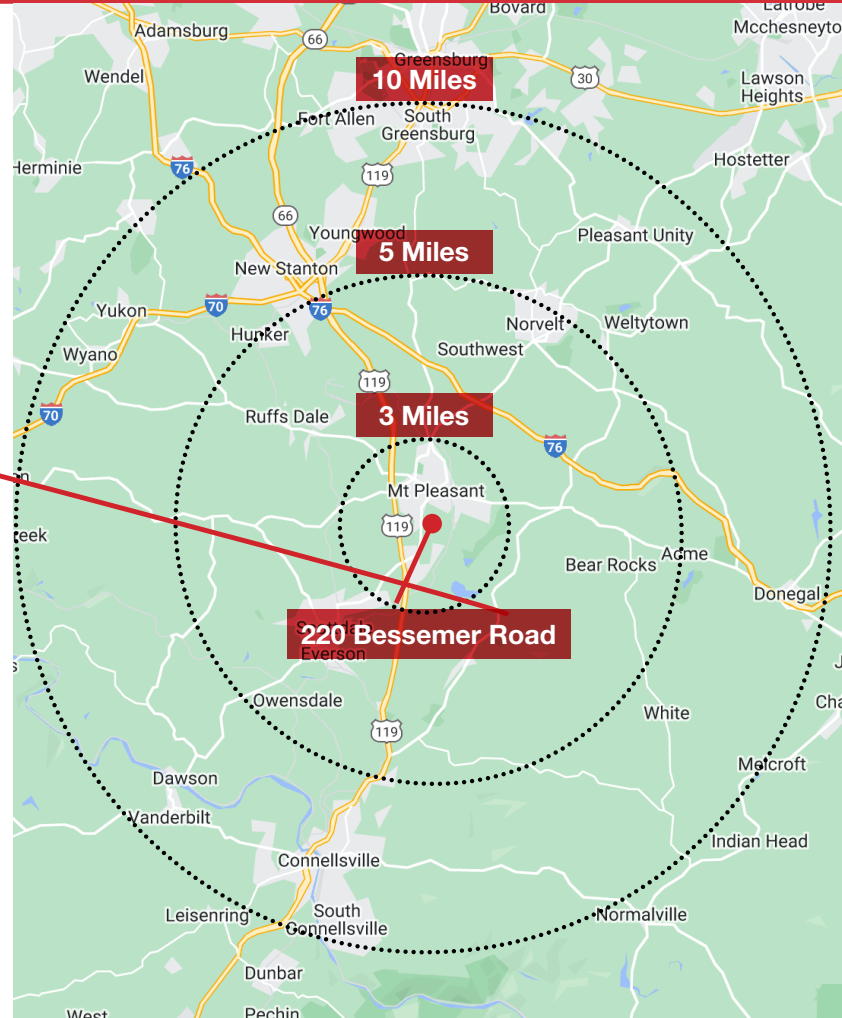 Bovard
Latrobe
Adamsburg
Mcchesneyto
66
Greensburg
Wendel
10 Miles
30
Lawson
Heights
Fort Allen
South
Greensburg
Hostetter
Herminie
76
119
66
Youngwood
Pleasant Unity
5 Miles
New Stanton
Yukon
70
76
Norvelt
Weltytown
Hunker
Wyano
Southwest
119
70
Ruffs Dale
3 Miles
76
Mt Pleasant
119
eek
Acme
Bear Rocks
Donegal
220 Bessemer Road
Scottdale
Everson
Owensdale
Cha
White
119
Melcroft
Dawson
Vanderbilt
Indian Head
Connellsville
Leisenring
South
Connellsville
Normalville
Dunbar
West
Pechin